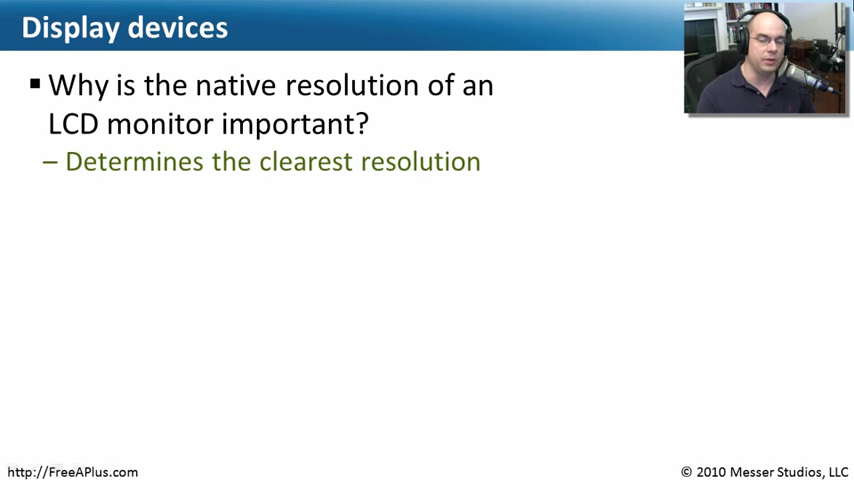 Display devices
▪ Why is the native resolution of an
LCD monitor important?
– Determines the clearest resolution
http://FreeAPlus.com
© 2010 Messer Studios, LLC